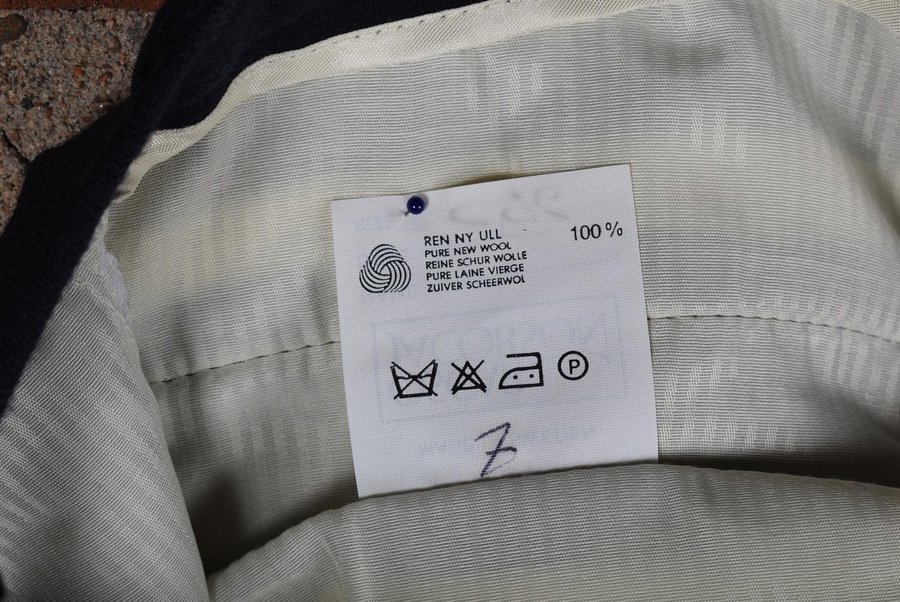 REN NY ULL 100%
PURE NEW WOOL
REINE SCHUR WOLLE
PURE LAINE VIERGE
ZUIVER SCHEERWOL
P
Z